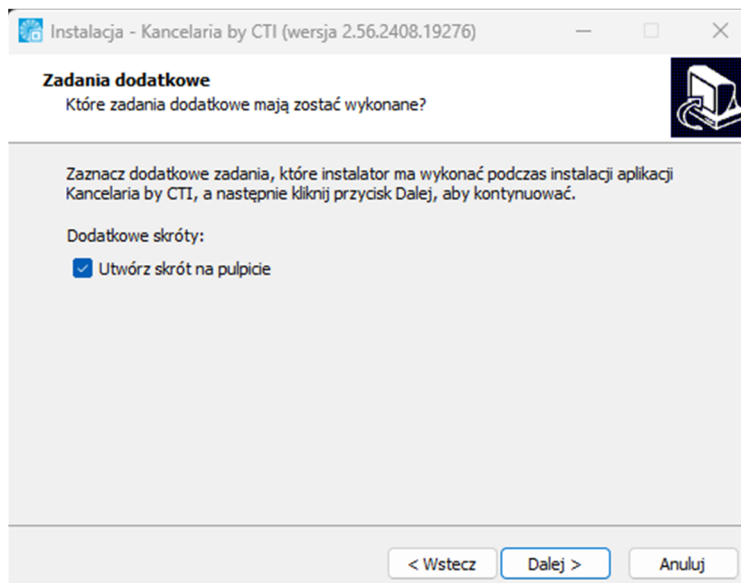 Instalacja - Kancelaria by CTI (wersja 2.56.2408.19276)
Zadania dodatkowe
Które zadania dodatkowe mają zostać wykonane?
Zaznacz dodatkowe zadania, które instalator ma wykonać podczas instalacji aplikacji
Kancelaria by CTI, a następnie kliknij przycisk Dalej, aby kontynuować.
Dodatkowe skróty:
Utwórz skrót na pulpicie
< Wstecz Dalej > Anuluj